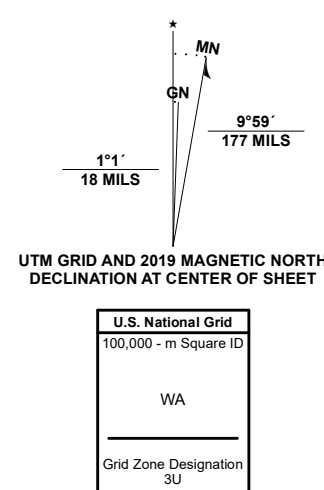 ★
MN
GN
9°59´
177 MILS
1°1´
18 MILS
UTM GRID AND 2019 MAGNETIC NORTH
DECLINATION AT CENTER OF SHEET
U.S. National Grid
100,000 - m Square ID
WA
Grid Zone Designation
3U